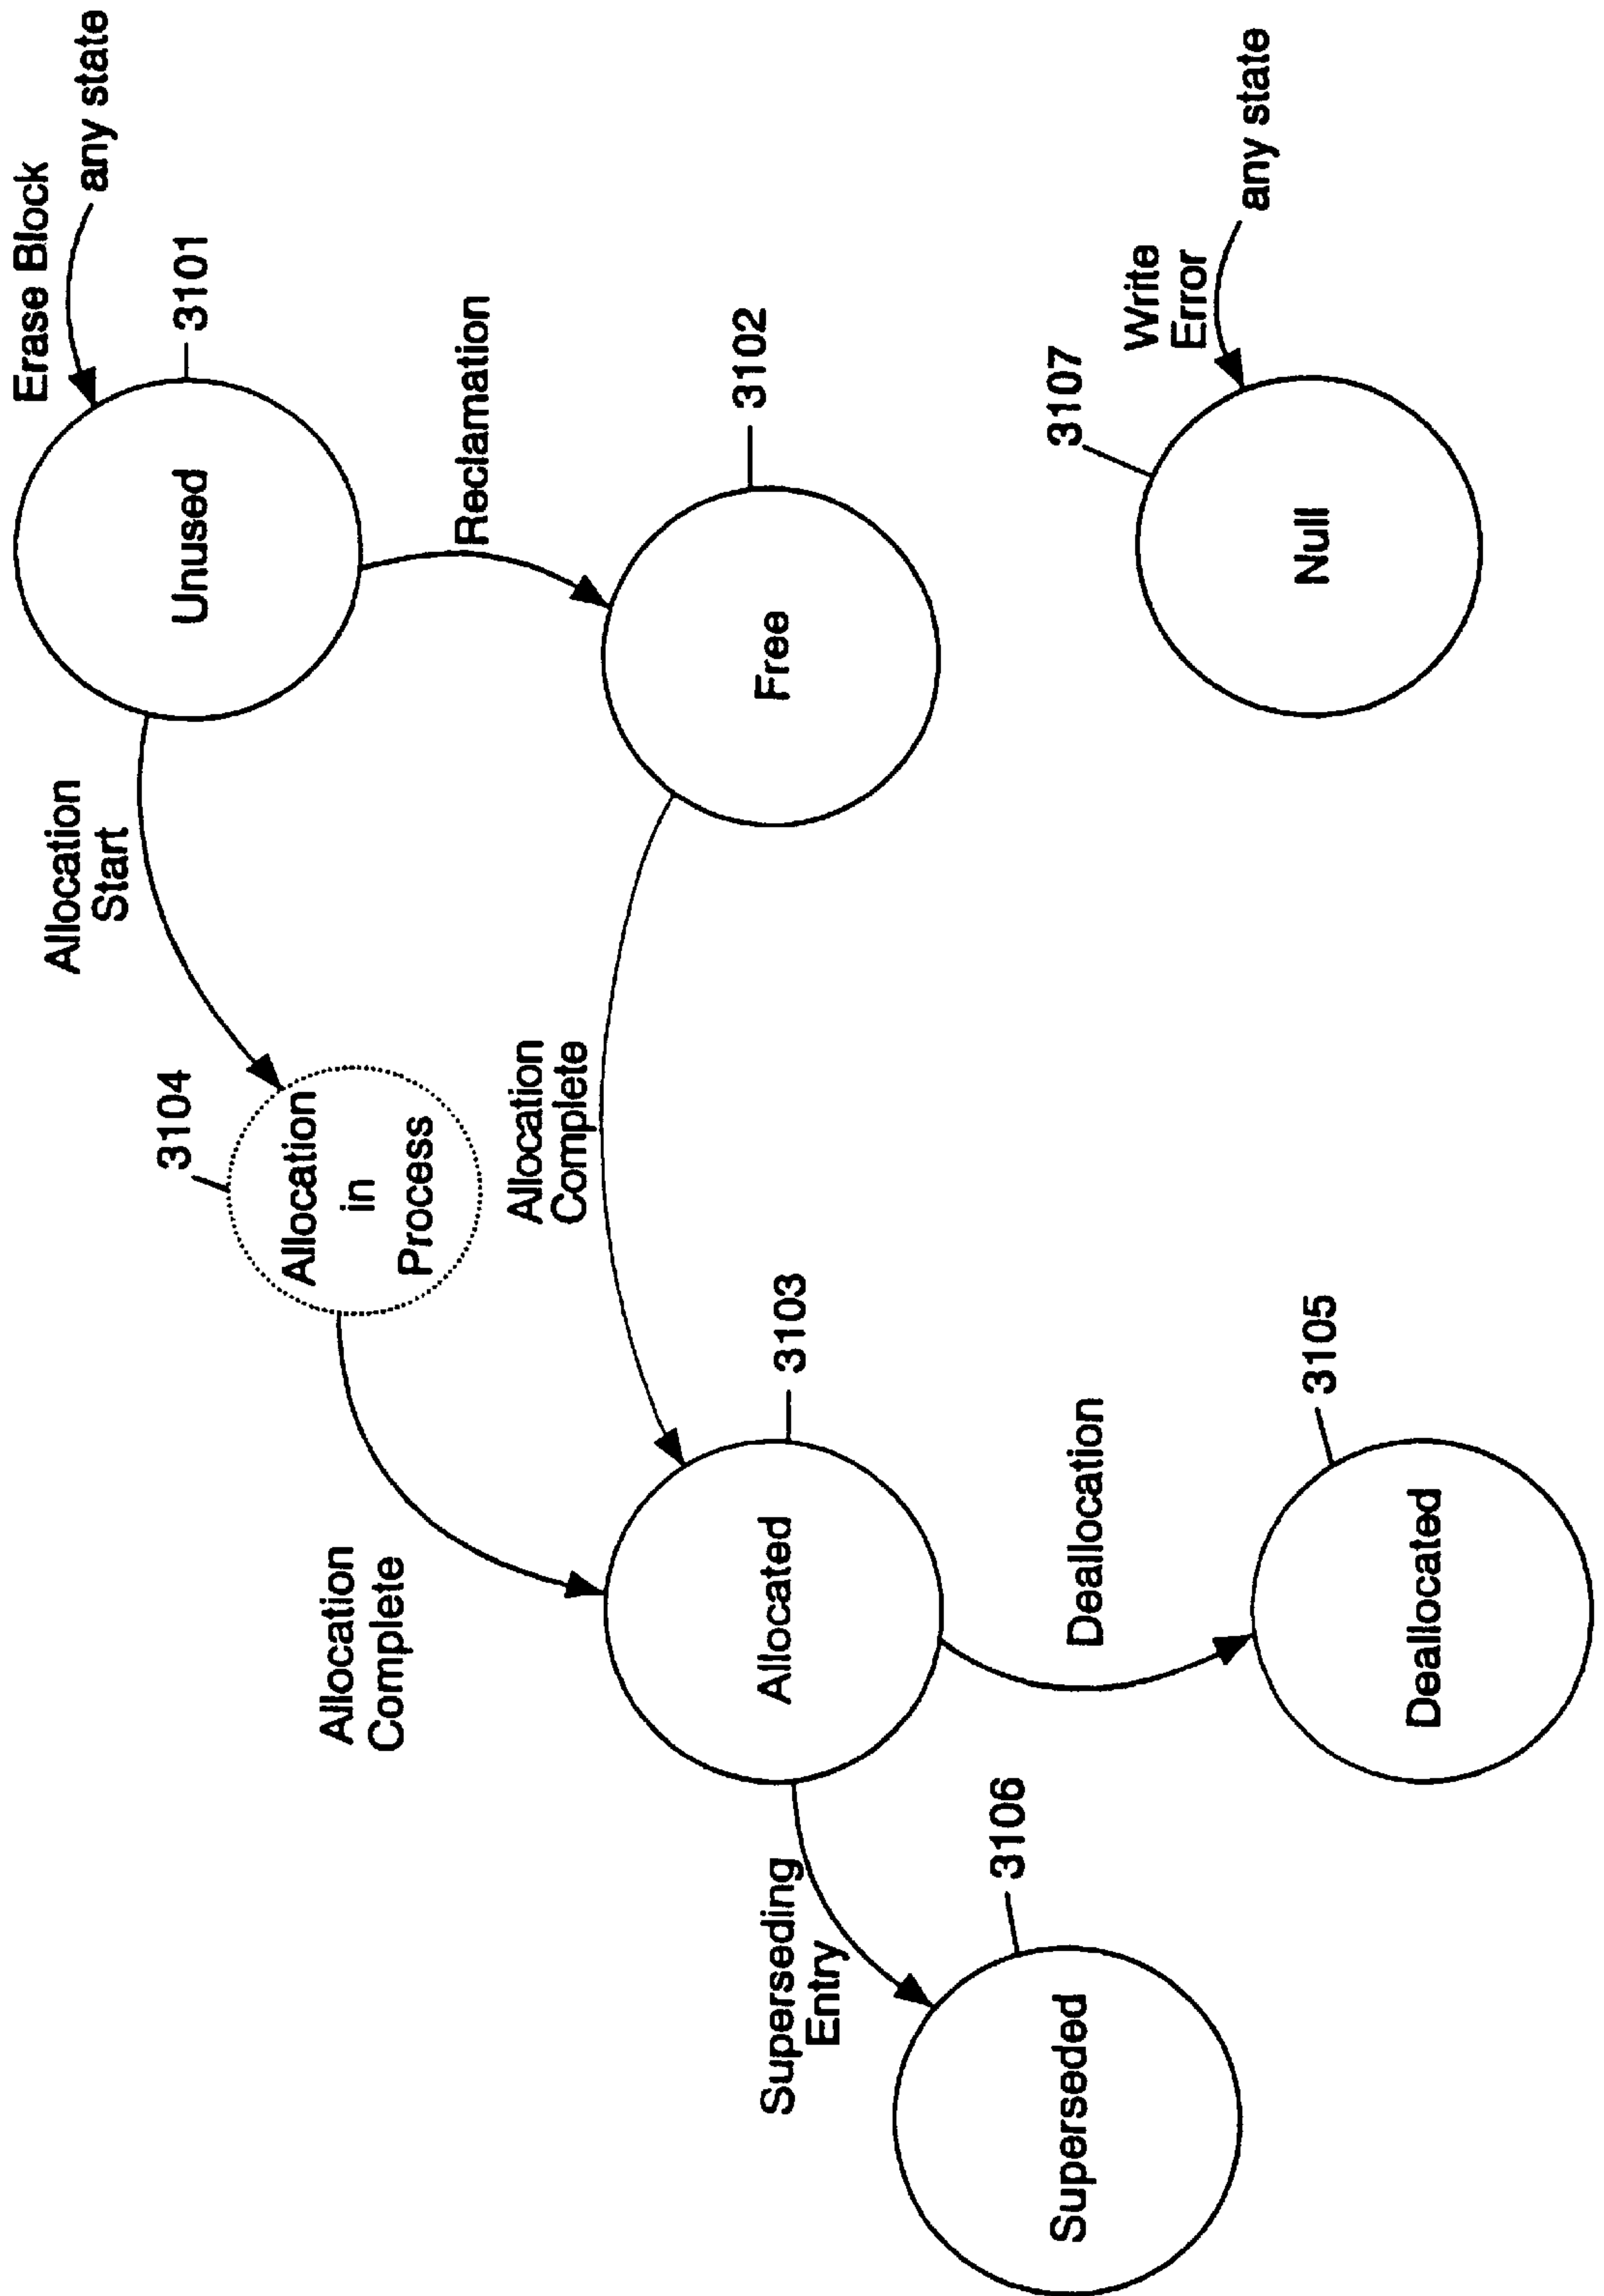 Erase Block
any state
3101
Unused
Allocation
Start
Reclamation
3104
Allocation
in
Process
3102
Free
Allocation
Complete
Allocation
Complete
3103
Allocated
Superseding
Entry
Deallocation
3106
Superseded
3105
Deallocated
3107
Write
Error
any state
Null